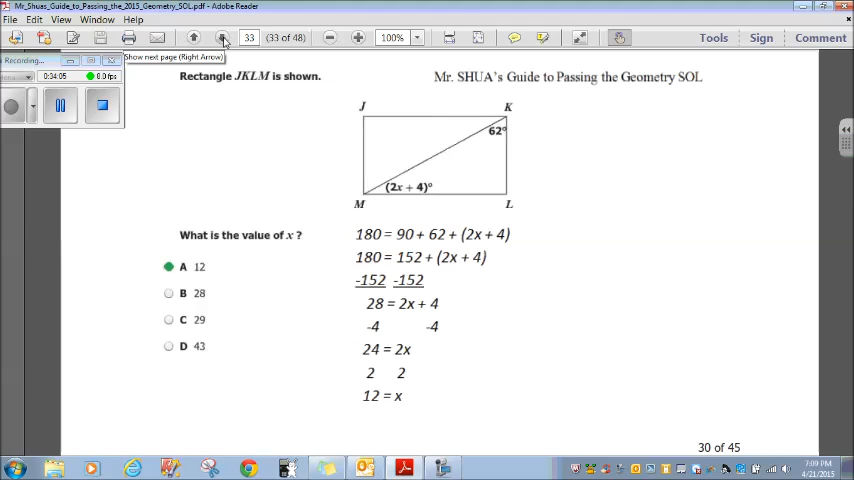 Mr_Shuas_Guide_to_Passing_the_2015_Geometry_SOL.pdf - Adobe Reader
File Edit View Window Help
33 (33 of 48) 100% Tools Sign Comment
Show next page (Right Arrow)
Recording...
0:34:05 0.0 fps
Rectangle JKLM is shown. Mr. SHUA's Guide to Passing the Geometry SOL
J K
62°
(2x + 4)°
M L
What is the value of x ?
A 12
B 28
C 29
D 43
180 = 90 + 62 + (2x + 4)
180 = 152 + (2x + 4)
-152 -152
28 = 2x + 4
-4 -4
24 = 2x
2 2
12 = x
30 of 45
7:09 PM
4/21/2015